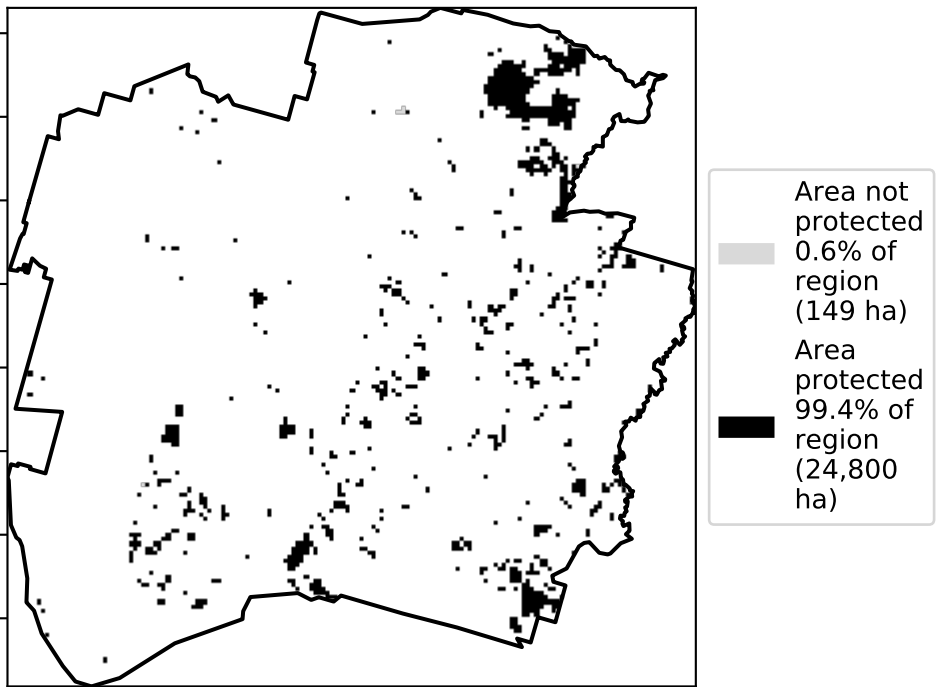 Area not
protected
0.6% of
region
(149 ha)
Area
protected
99.4% of
region
(24,800
ha)